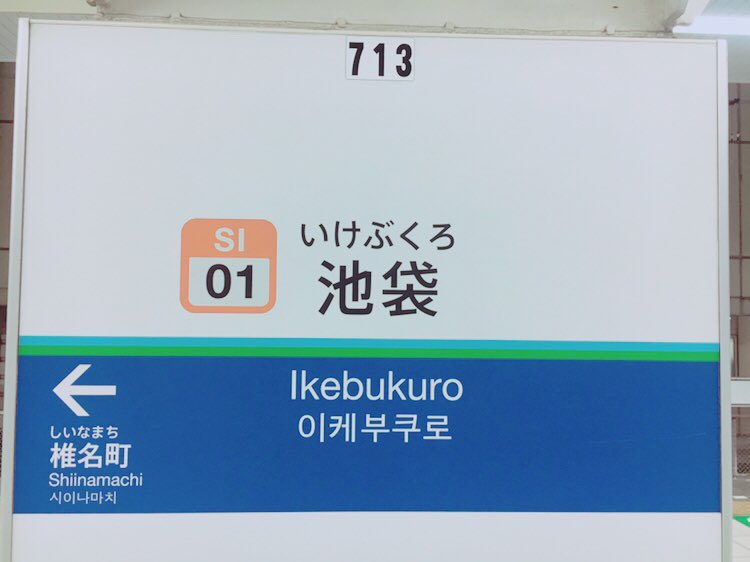 713
SI
01
いけぶくろ
池袋
Ikebukuro
이케부쿠로
しいなまち
椎名町
Shiinamachi
시이나마치